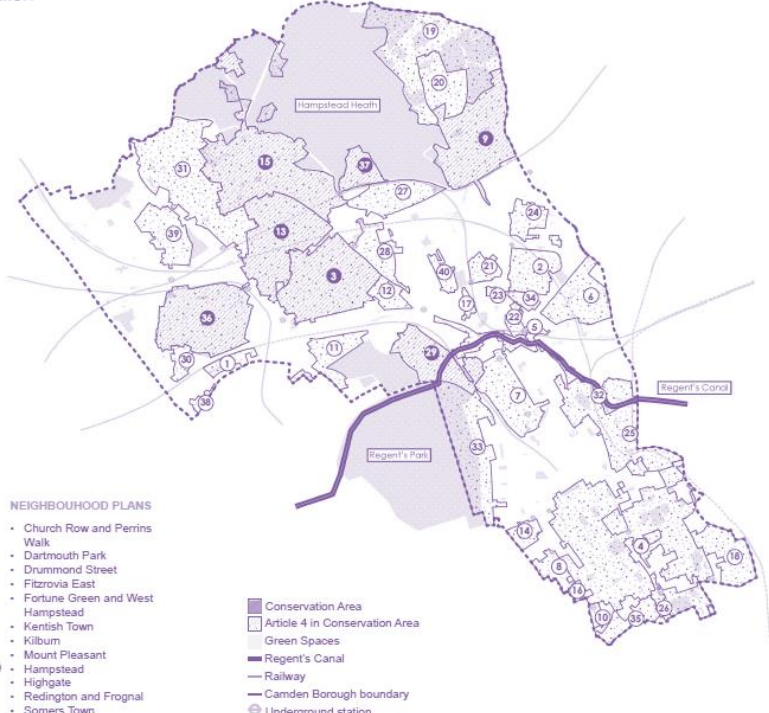 19
20
Hampstead Heath
9
15
37
31
27
24
39
13
28
2
3
40
21
6
12
17
23
34
22
36
5
11
29
30
1
7
32
Regent's Canal
38
25
33
Regent's Park
14
4
18
8
16
10
35
26
NEIGHBOUHOOD PLANS
• Church Row and Perrins
Walk
• Dartmouth Park
• Drummond Street
• Fitzrovia East
• Fortune Green and West
Hampstead
• Kentish Town
• Kilburn
• Mount Pleasant
• Hampstead
• Highgate
• Redington and Frognal
• Somers Town
Conservation Area
Article 4 in Conservation Area
Green Spaces
Regent's Canal
Railway
Camden Borough boundary
Underground station